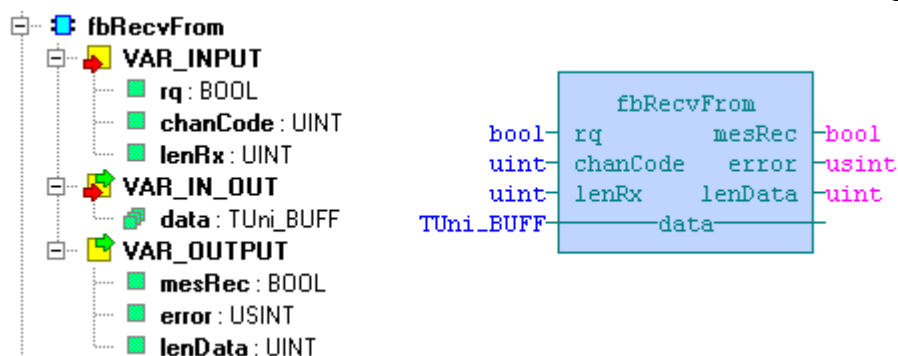 fbRecvFrom
VAR_INPUT
rq : BOOL
chanCode : UINT
lenRx : UINT
VAR_IN_OUT
data : TUni_BUFF
VAR_OUTPUT
mesRec : BOOL
error : USINT
lenData : UINT
fbRecvFrom
bool rq mesRec bool
uint chanCode error usint
uint lenRx lenData uint
TUni_BUFF data